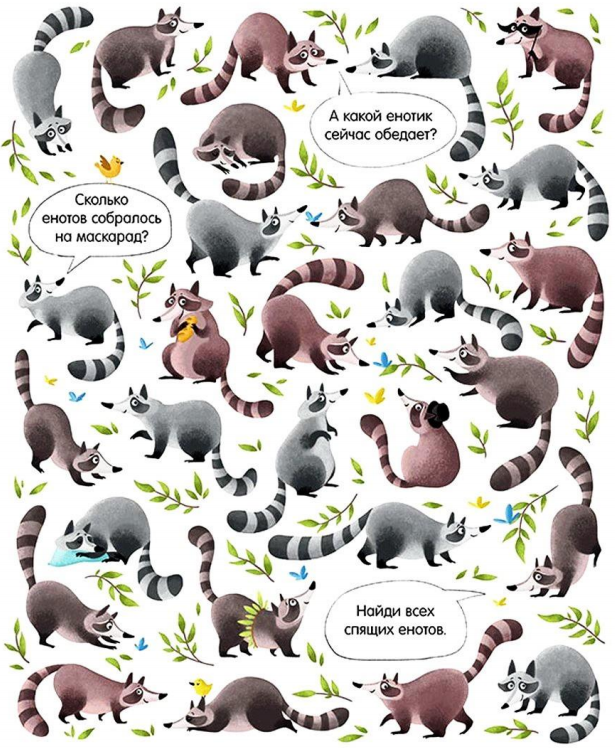 А какой енотик
сейчас обедает?
Сколько
енотов собралось
на маскарад?
Найди всех
спящих енотов.